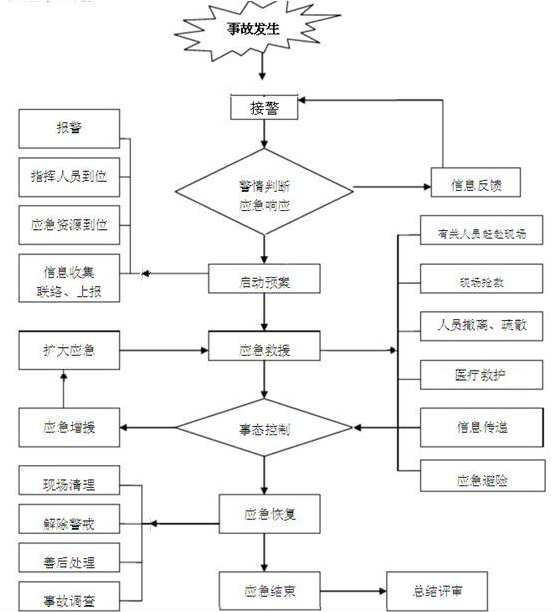 事故发生
接警
报警
指挥人员到位
应急资源到位
信息收集
联络、上报
警情判断
应急响应
信息反馈
启动预案
有关人员赶赴现场
现场抢救
人员撤离、疏散
医疗救护
信息传递
应急避险
扩大应急
应急救援
应急增援
事态控制
现场清理
解除警戒
善后处理
事故调查
应急恢复
应急结束
总结评审